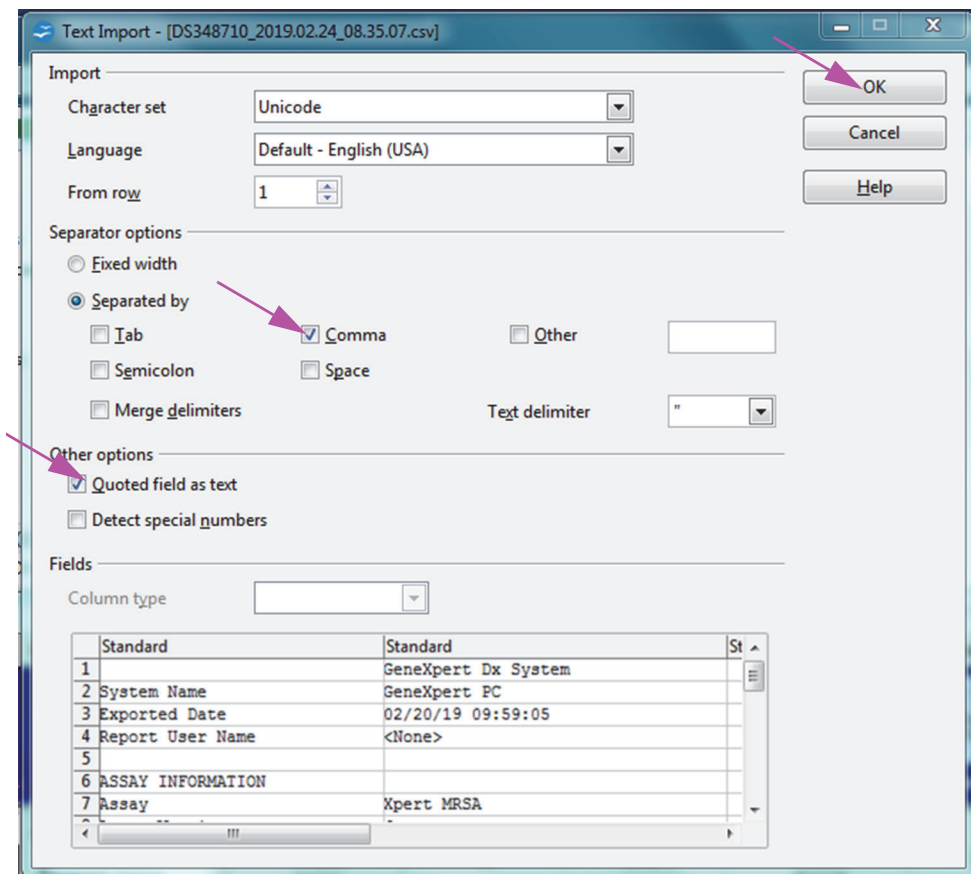 Text Import - [DS348710_2019.02.24_08.35.07.csv]
Import
Character set Unicode
Language Default - English (USA)
From row 1
OK
Cancel
Help
Separator options
Fixed width
Separated by
Tab Comma Other
Semicolon Space
Merge delimiters Text delimiter "
Other options
Quoted field as text
Detect special numbers
Fields
Column type
Standard Standard St
1 GeneXpert Dx System
2 System Name GeneXpert PC
3 Exported Date 02/20/19 09:59:05
4 Report User Name <None>
5
6 ASSAY INFORMATION
7 Assay Xpert MRSA